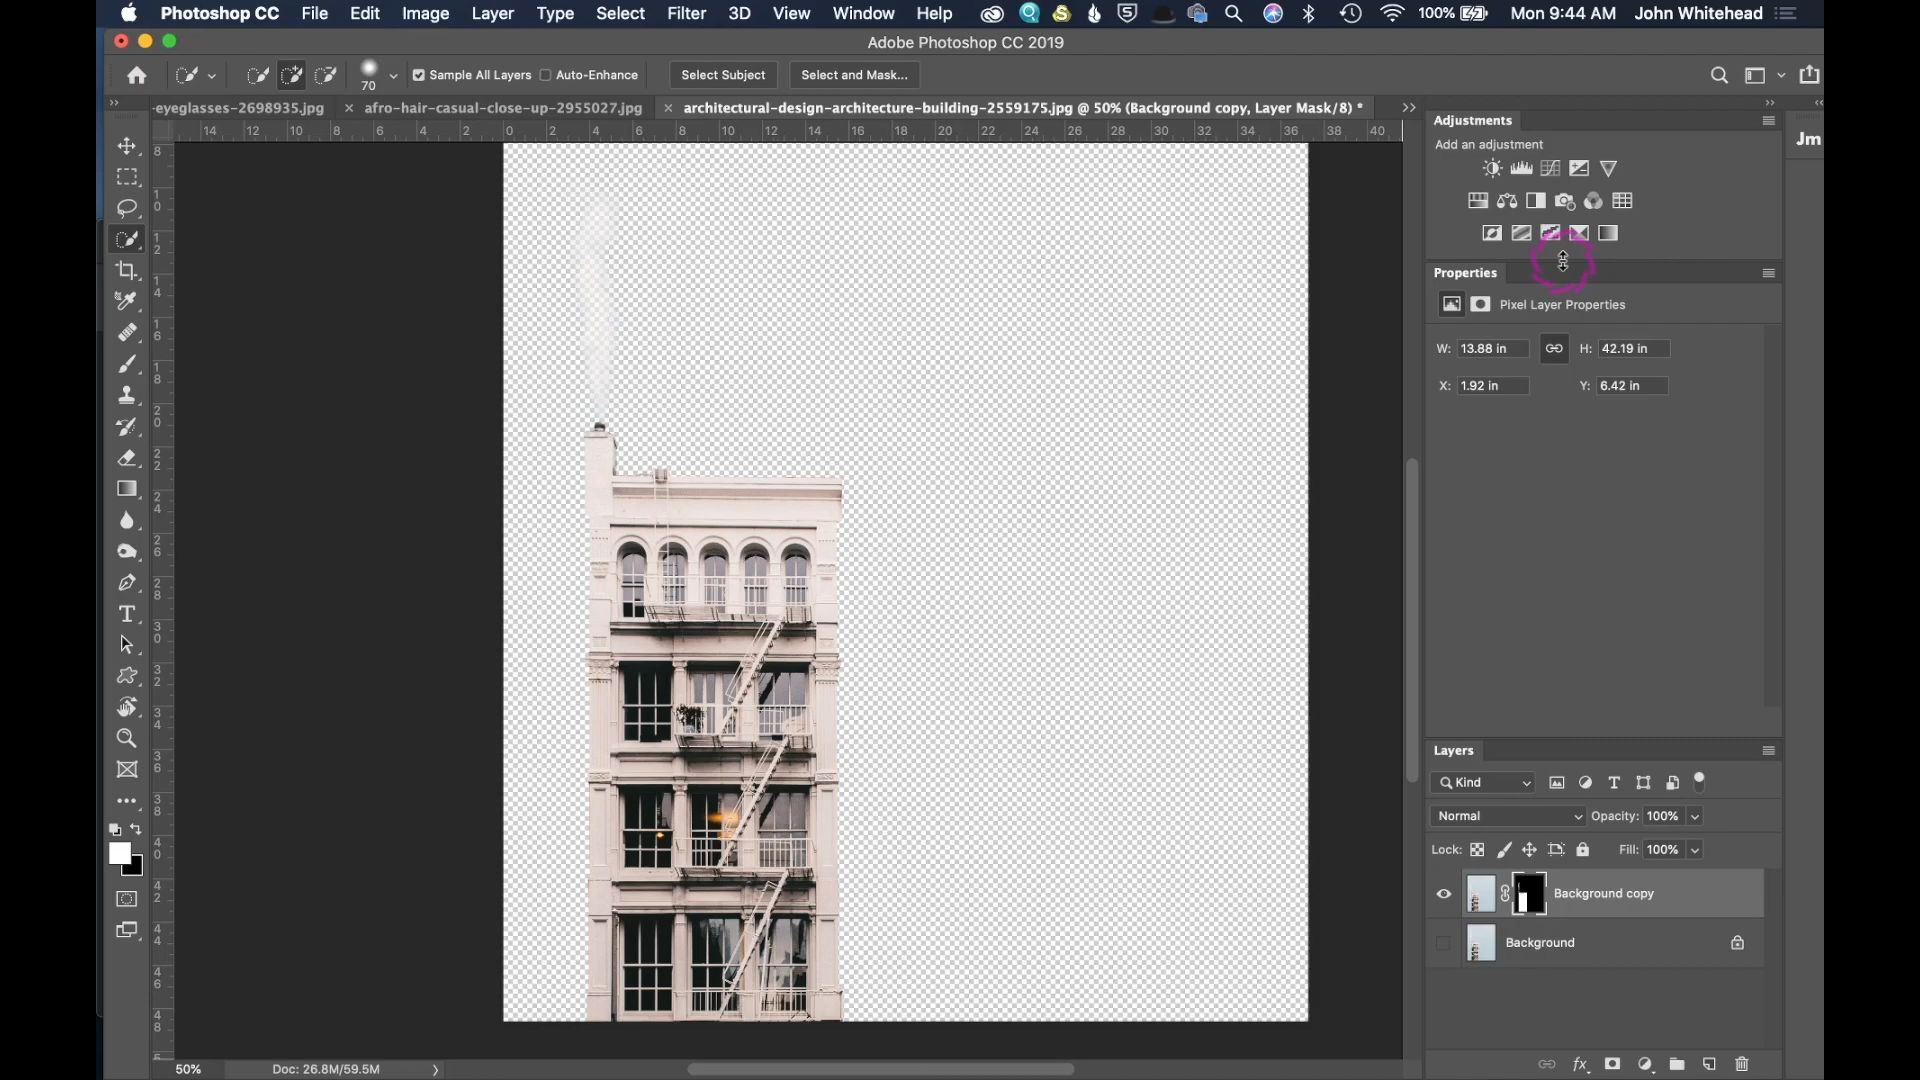 Photoshop CC File Edit Image Layer Type Select Filter 3D View Window Help 100% Mon 9:44 AM John Whitehead
Adobe Photoshop CC 2019
70 Sample All Layers Auto-Enhance Select Subject Select and Mask...
-eyeglasses-2698935.jpg × afro-hair-casual-close-up-2955027.jpg × architectural-design-architecture-building-2559175.jpg @ 50% (Background copy, Layer Mask/8) *
14 12 10 8 6 4 2 0 2 4 6 8 10 12 14 16 18 20 22 24 26 28 30 32 34 36 38 40
8
10
12
14
16
18
20
22
24
26
28
30
32
34
36
38
40
42
44
46
48
Adjustments
Jm
Add an adjustment
Properties
Pixel Layer Properties
W: 13.88 in H: 42.19 in
X: 1.92 in Y: 6.42 in
Layers
Kind
Normal Opacity: 100%
Lock: Fill: 100%
Background copy
Background
50% Doc: 26.8M/59.5M